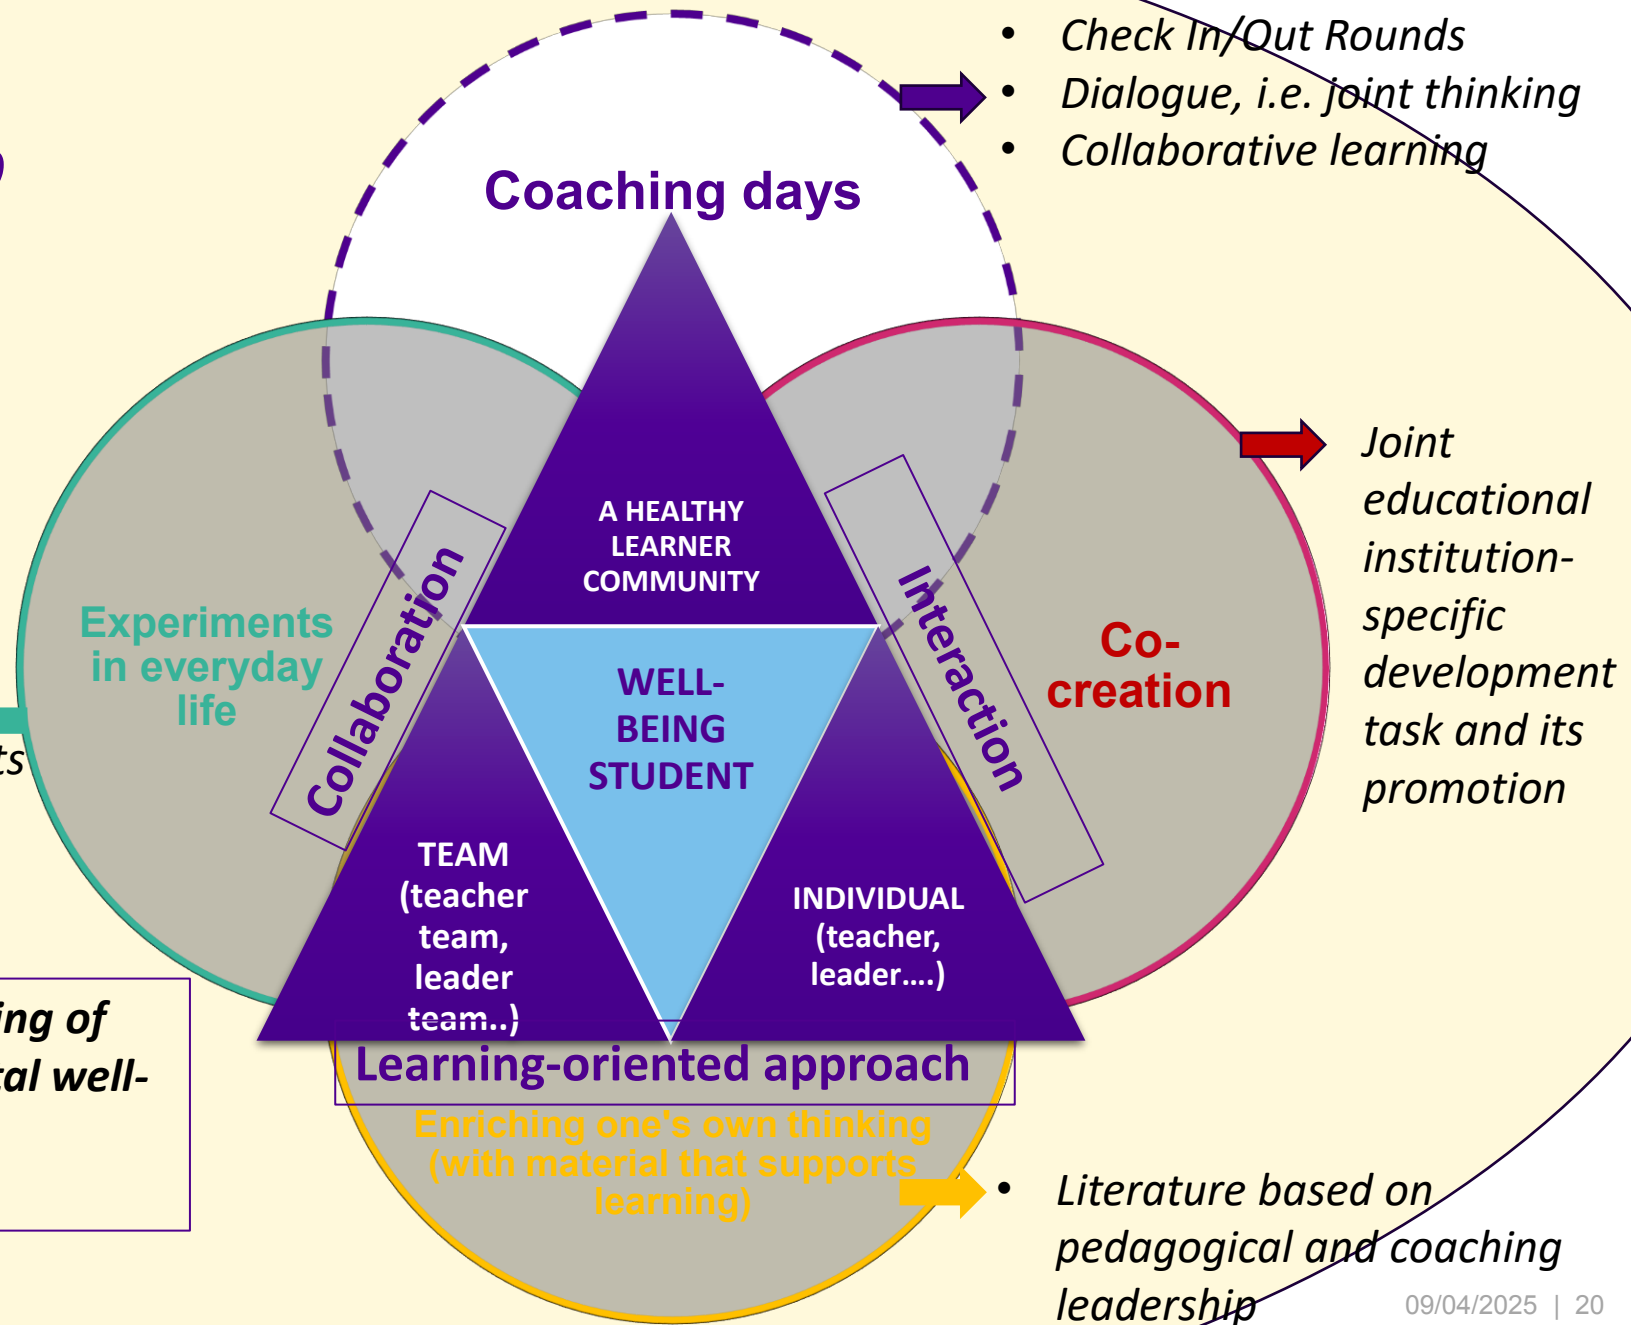 • Check In/Out Rounds
• Dialogue, i.e. joint thinking
• Collaborative learning
Coaching days
A HEALTHY
LEARNER
COMMUNITY
Collaboration
Interaction
Experiments
in everyday
life
WELL-
BEING
STUDENT
Co-
creation
Joint
educational
institution-
specific
development
task and its
promotion
ts
TEAM
(teacher
team,
leader
team..)
INDIVIDUAL
(teacher,
leader....)
ing of
tal well-
Learning-oriented approach
Enriching one's own thinking
(with material that supports
learning)
• Literature based on
pedagogical and coaching
leadership
09/04/2025 | 20